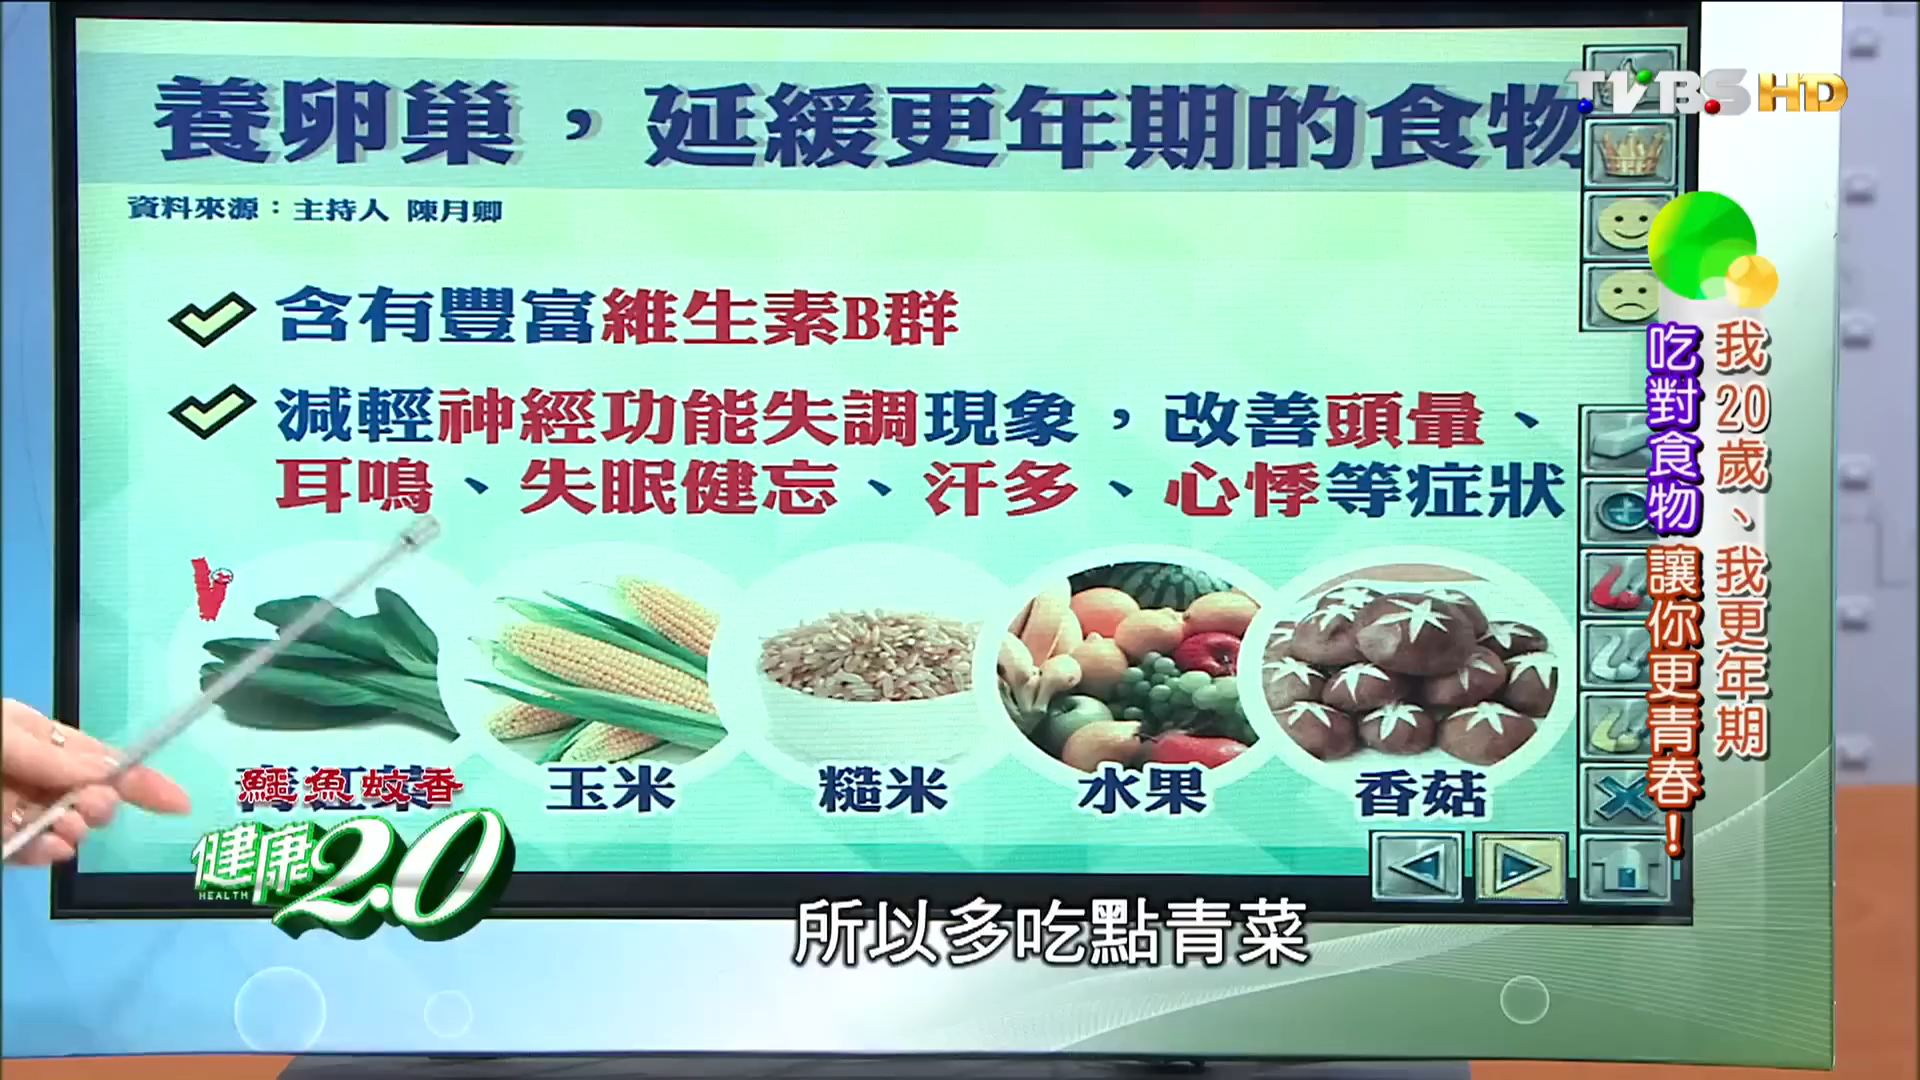 養卵巢，延緩更年期的食物
TVBS HD
資料來源：主持人 陳月卿
含有豐富維生素B群
減輕神經功能失調現象，改善頭暈、
耳鳴、失眠健忘、汗多、心悸等症狀
我20歲、我更年期
吃對食物 讓你更青春！
鱷魚蚊香
玉米
糙米
水果
香菇
健康2.0
HEALTH
所以多吃點青菜